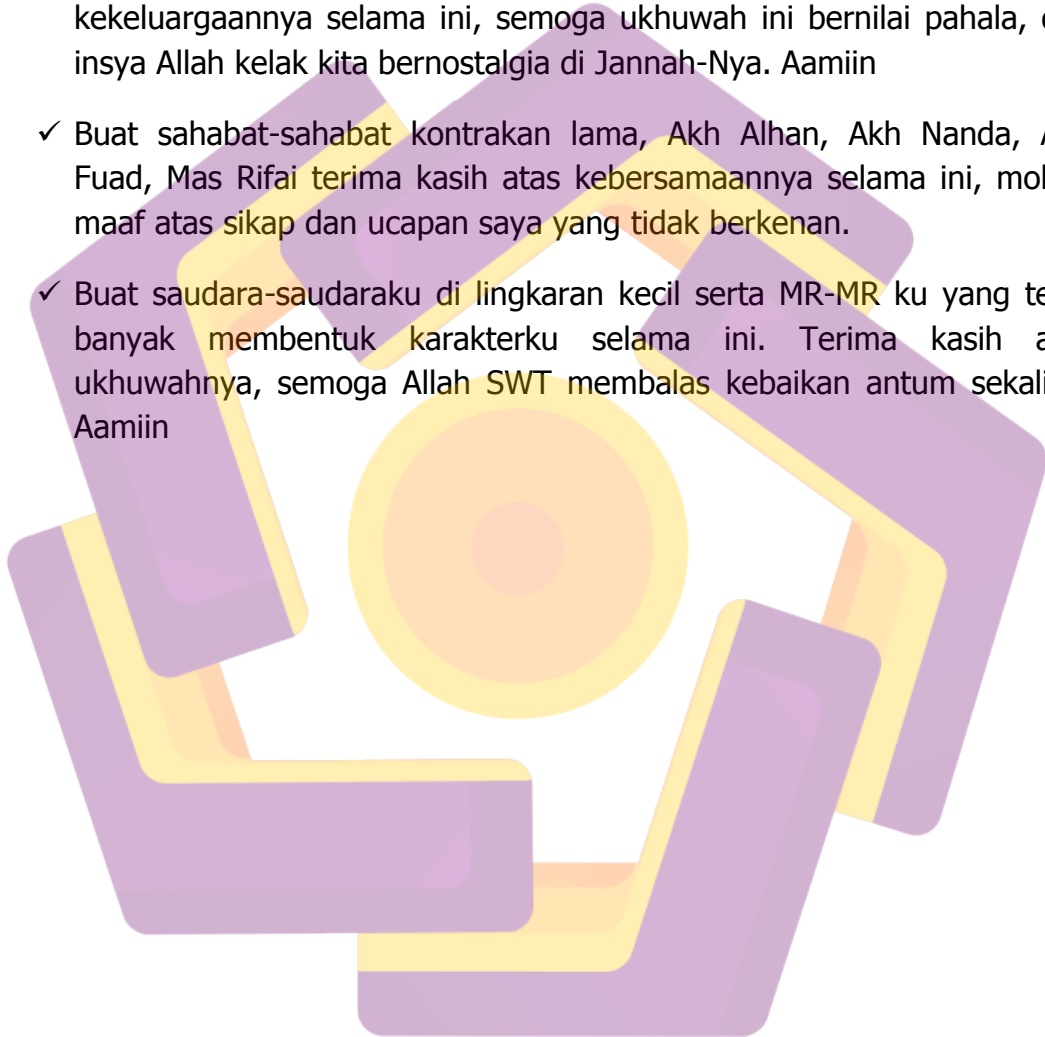 kekeluargaannya selama ini, semoga ukhuwah ini bernilai pahala,
insya Allah kelak kita bernostalgia di Jannah-Nya. Aamiin
✓ Buat sahabat-sahabat kontrakan lama, Akh Alhan, Akh Nanda,
Fuad, Mas Rifai terima kasih atas kebersamaannya selama ini,
maaf atas sikap dan ucapan saya yang tidak berkenan.
✓ Buat saudara-saudaraku di lingkaran kecil serta MR-MR ku yang
banyak membentuk karakterku selama ini. Terima kasih
ukhuwahnya, semoga Allah SWT membalas kebaikan antum
Aamiin